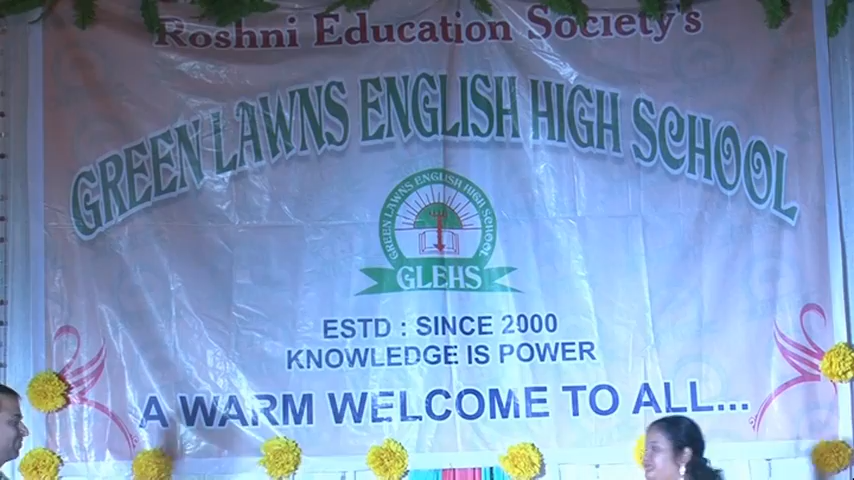 Roshni Education Society's
GREEN LAWNS ENGLISH HIGH SCHOOL
GREEN LAWNS ENGLISH HIGH SCHOOL
GLEHS
ESTD : SINCE 2000
KNOWLEDGE IS POWER
A WARM WELCOME TO ALL...